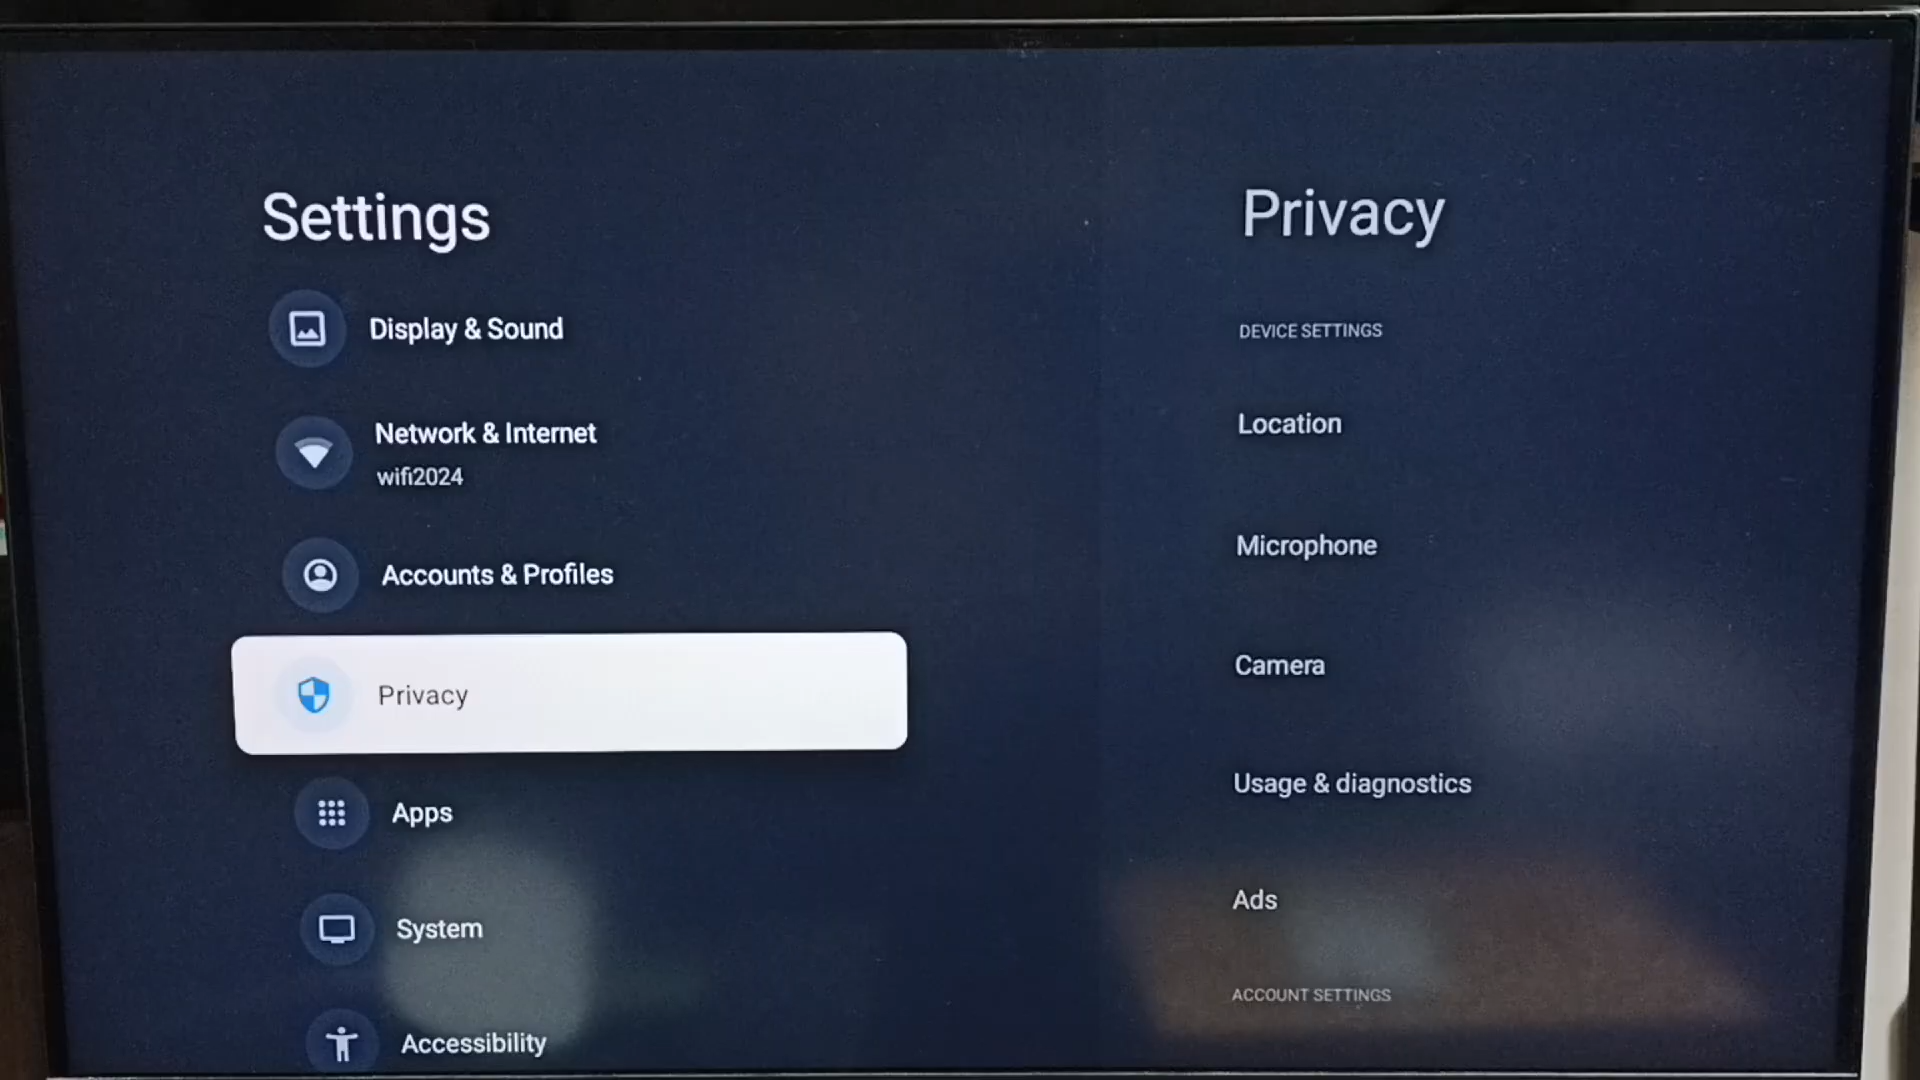 Settings
Display & Sound
Network & Internet
wifi2024
Accounts & Profiles
Privacy
Apps
System
Accessibility
Privacy
DEVICE SETTINGS
Location
Microphone
Camera
Usage & diagnostics
Ads
ACCOUNT SETTINGS